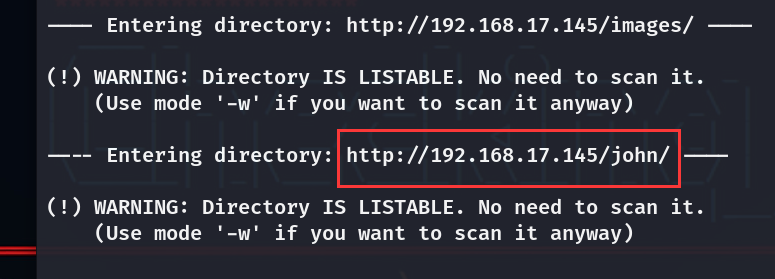 ---- Entering directory: http://192.168.17.145/images/ ----
(!) WARNING: Directory IS LISTABLE. No need to scan it.
(Use mode '-w' if you want to scan it anyway)
---- Entering directory: http://192.168.17.145/john/ ----
(!) WARNING: Directory IS LISTABLE. No need to scan it.
(Use mode '-w' if you want to scan it anyway)